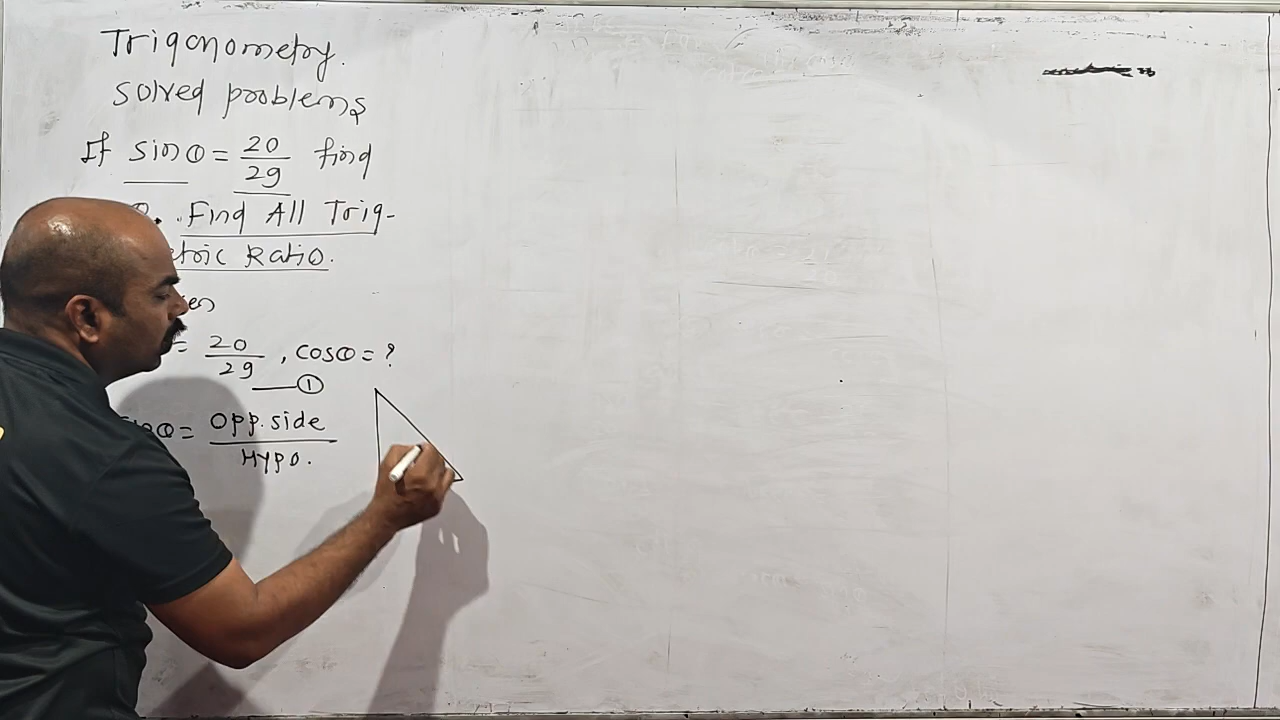 Trigonometry.
Solved problems
If sinθ = 20/29 find
θ. Find All Trig-
etric Ratio.
= 20/29 , cosθ = ?
①
θ = Opp. side / Hypo.